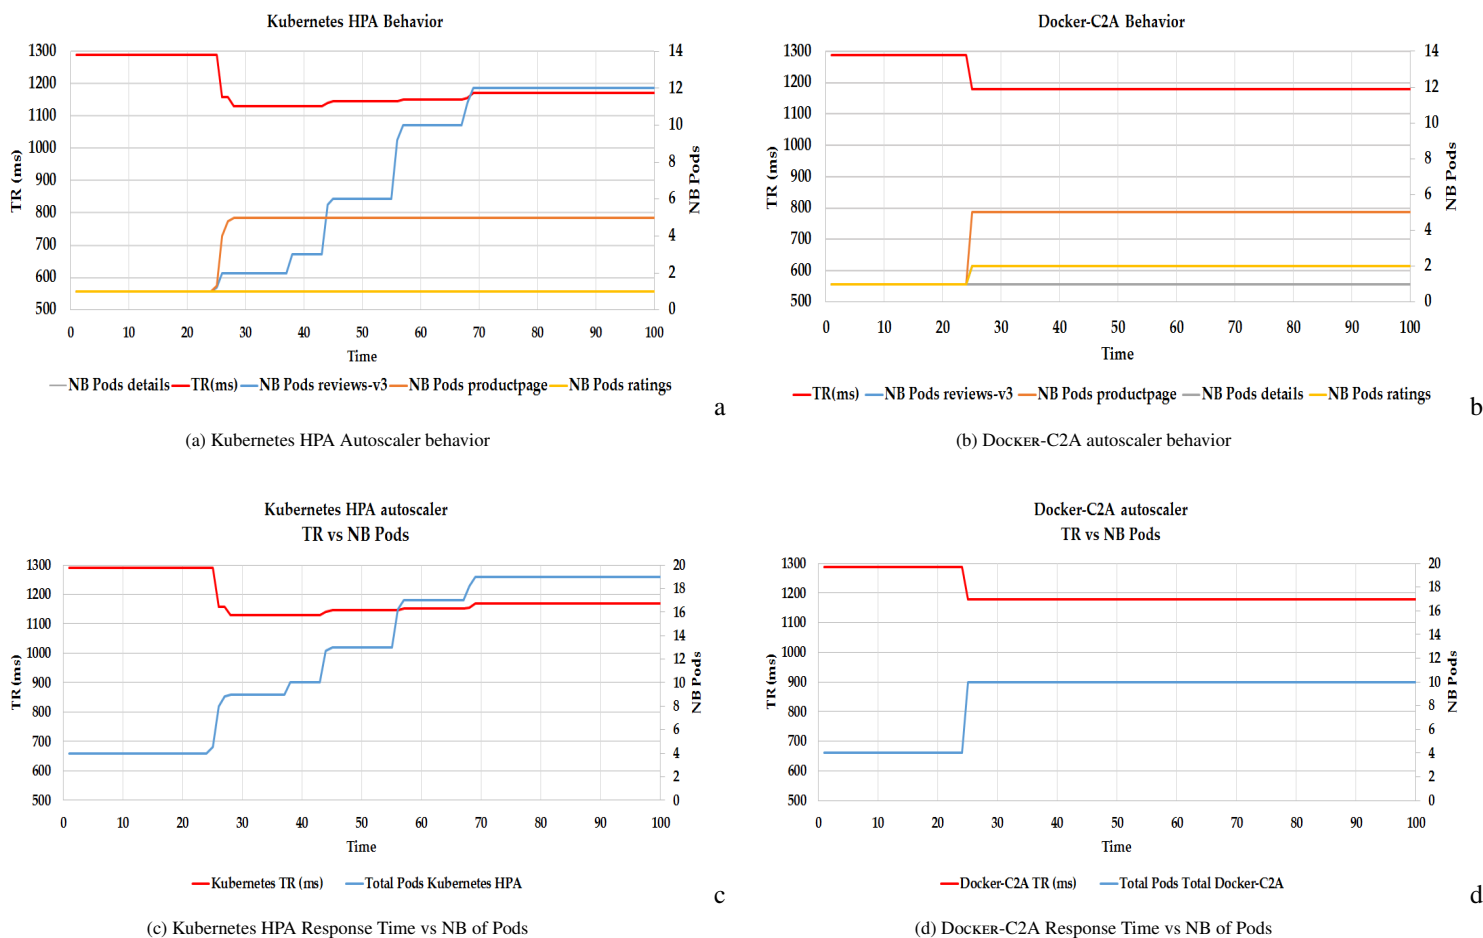 Kubernetes HPA Behavior
1300
1200
1100
1000
900
800
700
600
500
TR (ms)
14
12
10
8
6
4
2
0
NB Pods
0 10 20 30 40 50 60 70 80 90 100
Time
NB Pods details TR(ms) NB Pods reviews-v3 NB Pods productpage NB Pods ratings
a
(a) Kubernetes HPA Autoscaler behavior
Docker-C2A Behavior
1300
1200
1100
1000
900
800
700
600
500
TR (ms)
14
12
10
8
6
4
2
0
NB Pods
0 10 20 30 40 50 60 70 80 90 100
Time
TR(ms) NB Pods reviews-v3 NB Pods productpage NB Pods details NB Pods ratings
b
(b) Docker-C2A autoscaler behavior
Kubernetes HPA autoscaler
TR vs NB Pods
1300
1200
1100
1000
900
800
700
600
500
TR (ms)
20
18
16
14
12
10
8
6
4
2
0
NB Pods
0 10 20 30 40 50 60 70 80 90 100
Time
Kubernetes TR (ms) Total Pods Kubernetes HPA
c
(c) Kubernetes HPA Response Time vs NB of Pods
Docker-C2A autoscaler
TR vs NB Pods
1300
1200
1100
1000
900
800
700
600
500
TR (ms)
20
18
16
14
12
10
8
6
4
2
0
NB Pods
0 10 20 30 40 50 60 70 80 90 100
Time
Docker-C2A TR (ms) Total Pods Total Docker-C2A
d
(d) Docker-C2A Response Time vs NB of Pods